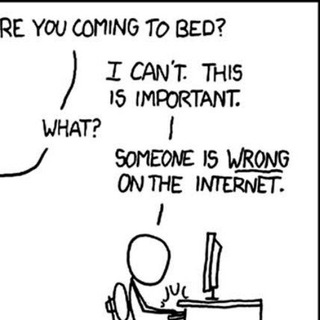 RE YOU COMING TO BED?
I CAN'T. THIS
IS IMPORTANT.
WHAT?
SOMEONE IS WRONG
ON THE INTERNET.